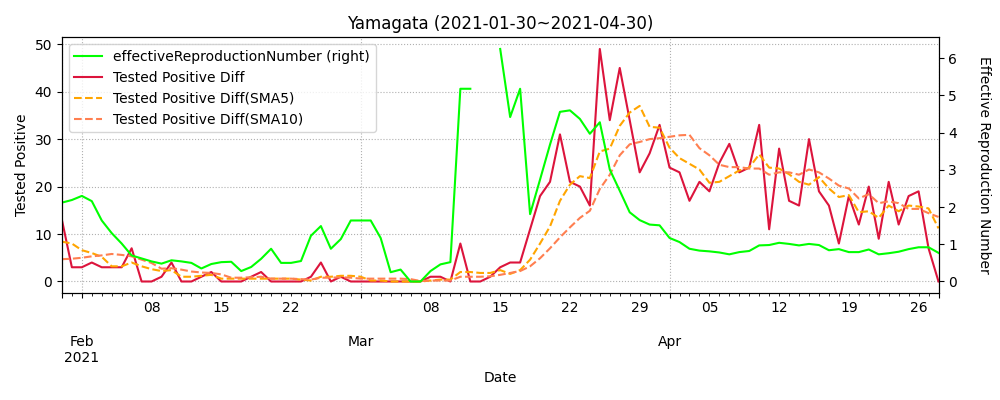 Yamagata (2021-01-30~2021-04-30)
effectiveReproductionNumber (right)
Tested Positive Diff
Tested Positive Diff(SMA5)
Tested Positive Diff(SMA10)
Tested Positive
50
40
30
20
10
0
6
5
4
3
2
1
0
Effective Reproduction Number
08
15
22
08
15
22
29
05
12
19
26
Feb
2021
Mar
Apr
Date